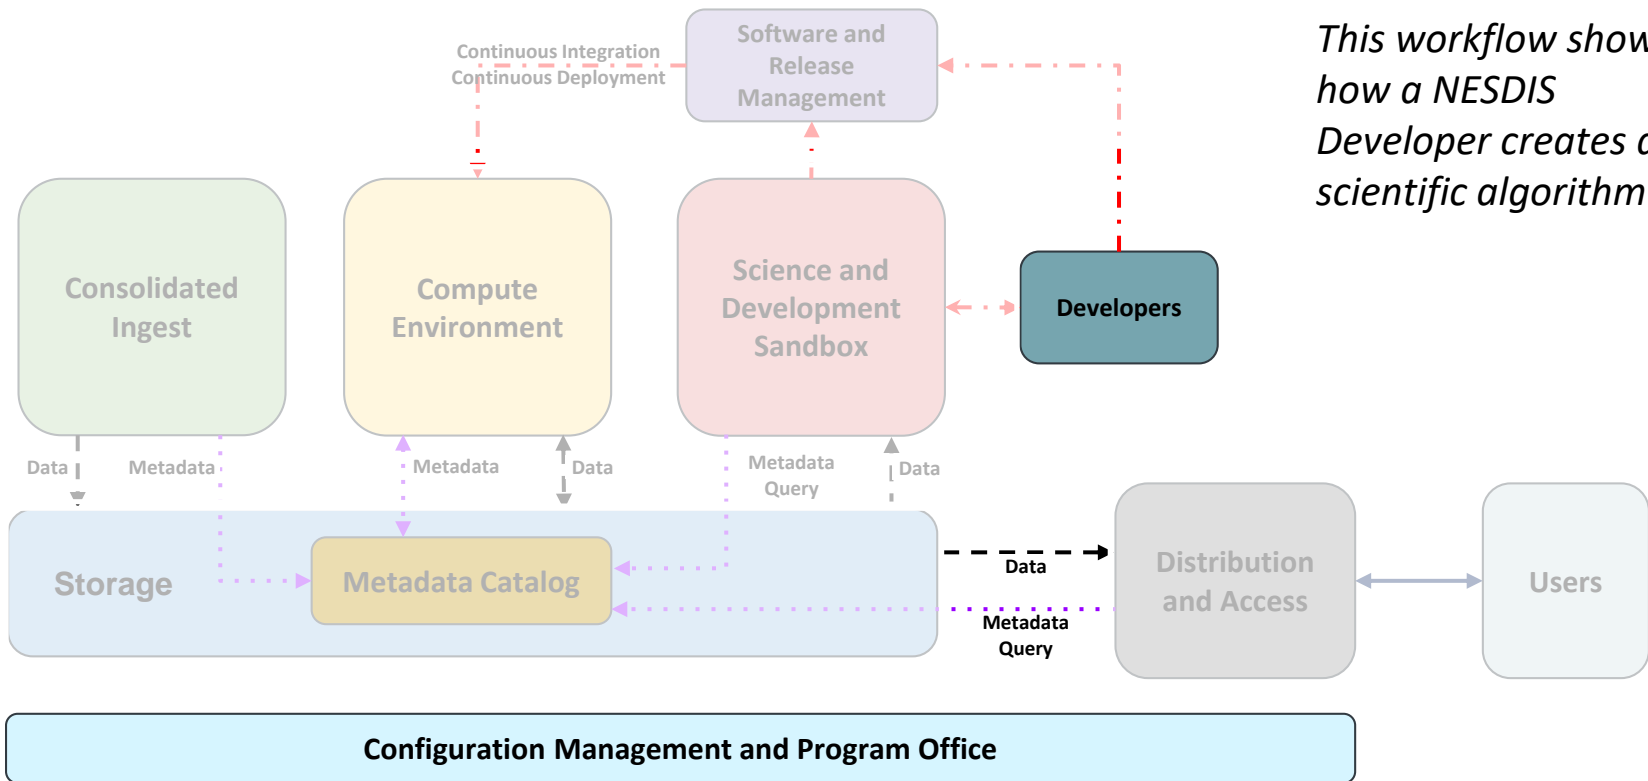 Continuous Integration
Continuous Deployment
Software and
Release
Management
This workflow show
how a NESDIS
Developer creates a
scientific algorithm
Consolidated
Ingest
Compute
Environment
Science and
Development
Sandbox
Developers
Data
Metadata
Metadata
Data
Metadata
Query
Data
Storage
Metadata Catalog
Data
Metadata
Query
Distribution
and Access
Users
Configuration Management and Program Office